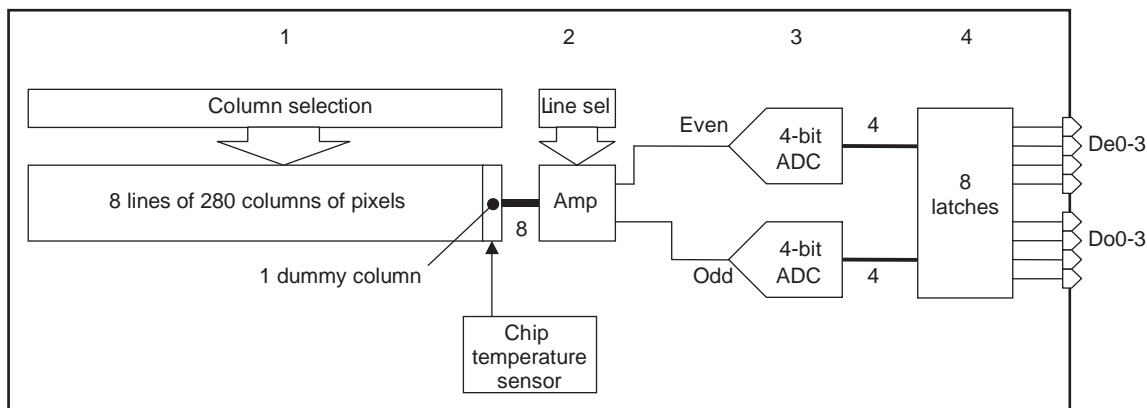 1
2
3
4
Column selection
Line sel
Even
4-bit
ADC
4
De0-3
8 lines of 280 columns of pixels
Amp
8
8
latches
1 dummy column
Odd
4-bit
ADC
4
Do0-3
Chip
temperature
sensor